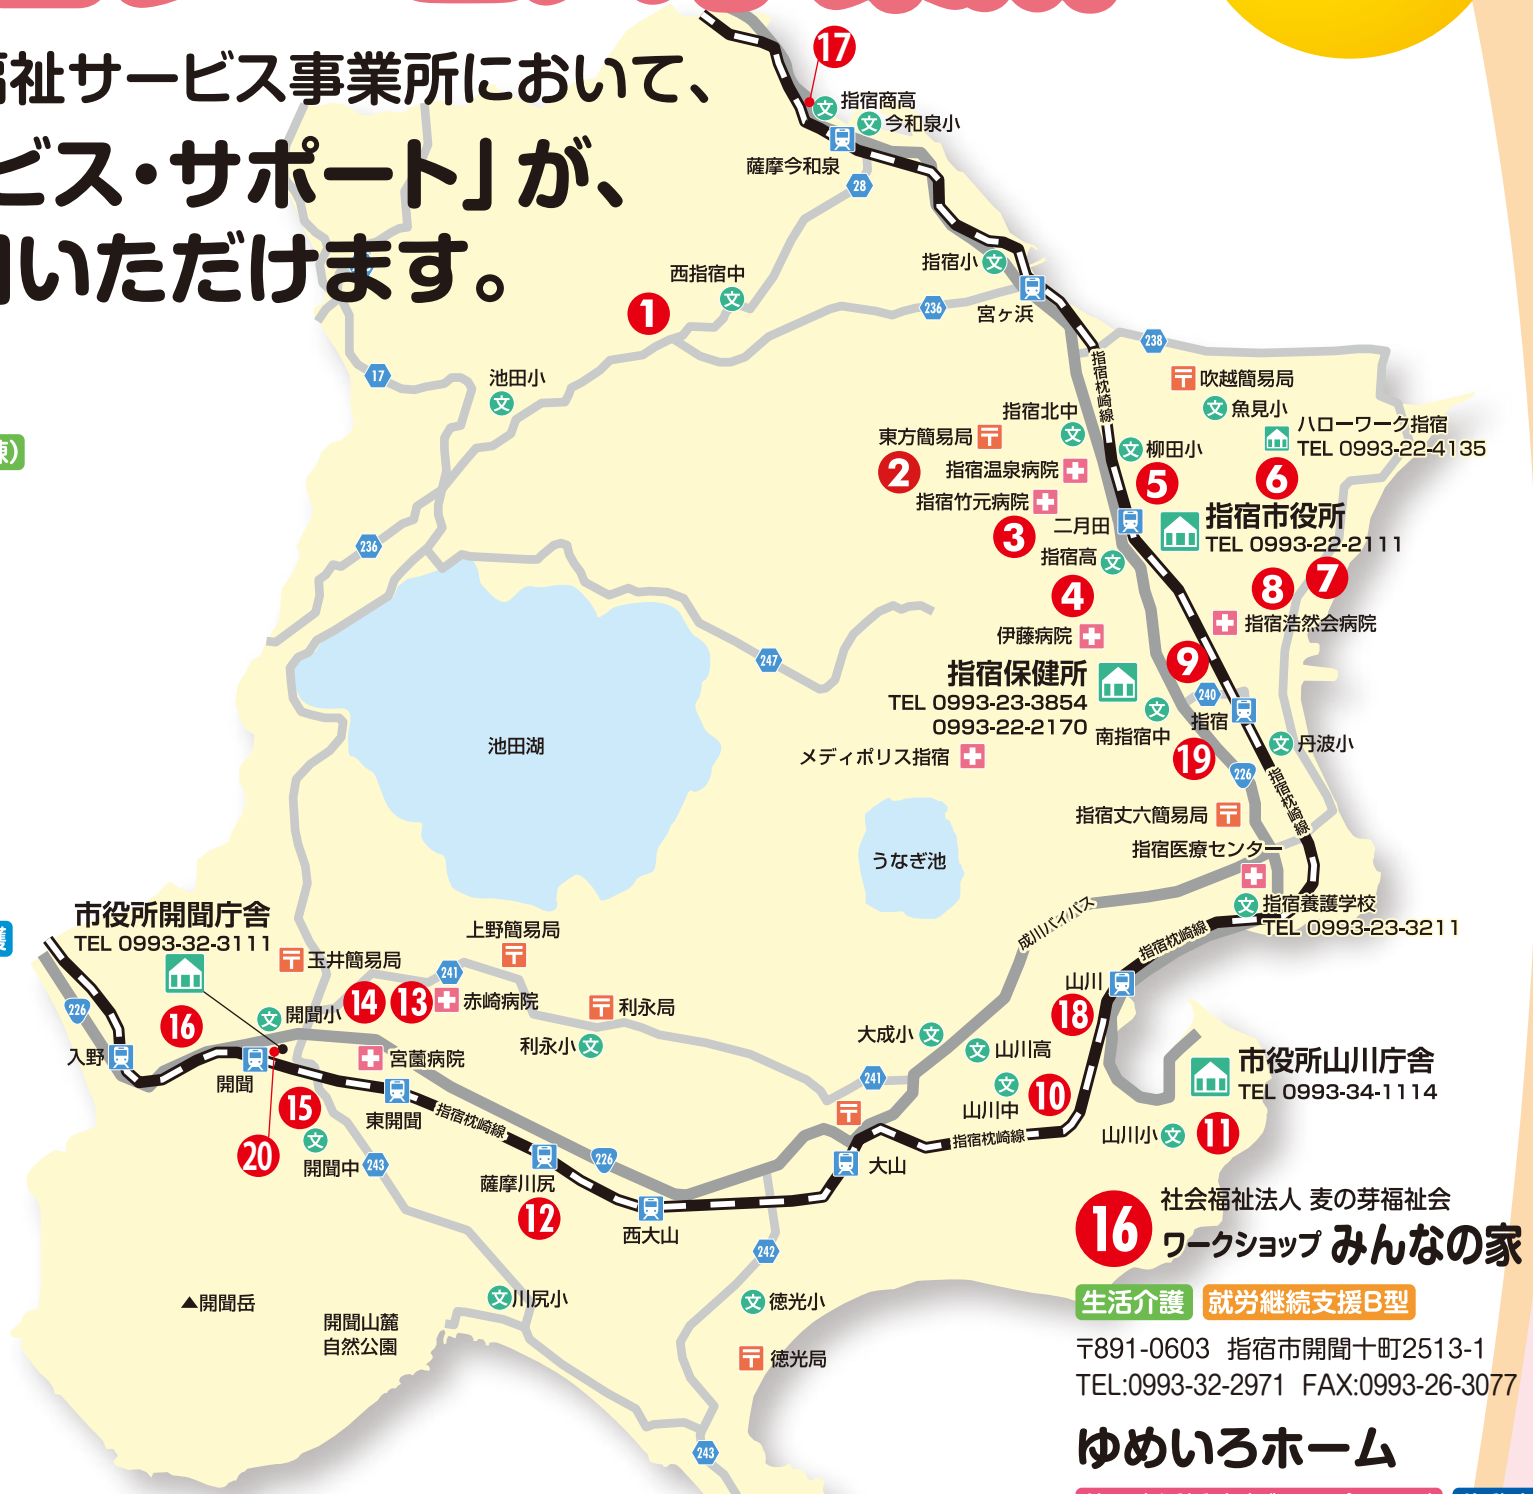 福祉サービス事業所において、
ビス・サポート」が、
いただけます。
17
指宿商高
今和泉小
薩摩今和泉
28
西指宿中
1
指宿小
236
宮ヶ浜
238
17
池田小
指宿枕崎線
吹越簡易局
魚見小
指宿北中
東方簡易局
2
指宿温泉病院
柳田小
5
ハローワーク指宿
TEL 0993-22-4135
6
指宿竹元病院
3
二月田
指宿市役所
TEL 0993-22-2111
指宿高
4
8
7
236
伊藤病院
指宿浩然会病院
247
指宿保健所
TEL 0993-23-3854
0993-22-2170
9
240
指宿
南指宿中
19
丹波小
池田湖
メディポリス指宿
226
指宿枕崎線
指宿丈六簡易局
うなぎ池
指宿医療センター
指宿養護学校
TEL 0993-23-3211
成川バイパス
指宿枕崎線
護
市役所開聞庁舎
TEL 0993-32-3111
玉井簡易局
上野簡易局
241
14
13
赤崎病院
利永局
山川
18
226
16
開聞小
入野
開聞
宮薗病院
利永小
大成小
山川高
山川中
10
市役所山川庁舎
TEL 0993-34-1114
241
15
東開聞
指宿枕崎線
指宿枕崎線
山川小
11
20
開聞中
243
薩摩川尻
226
大山
12
西大山
242
開聞岳
開聞山麓
自然公園
川尻小
徳光小
徳光局
243
16
社会福祉法人 麦の芽福祉会
ワークショップ みんなの家
生活介護 就労継続支援B型
〒891-0603 指宿市開聞十町2513-1
TEL:0993-32-2971 FAX:0993-26-3077
ゆめいろホーム